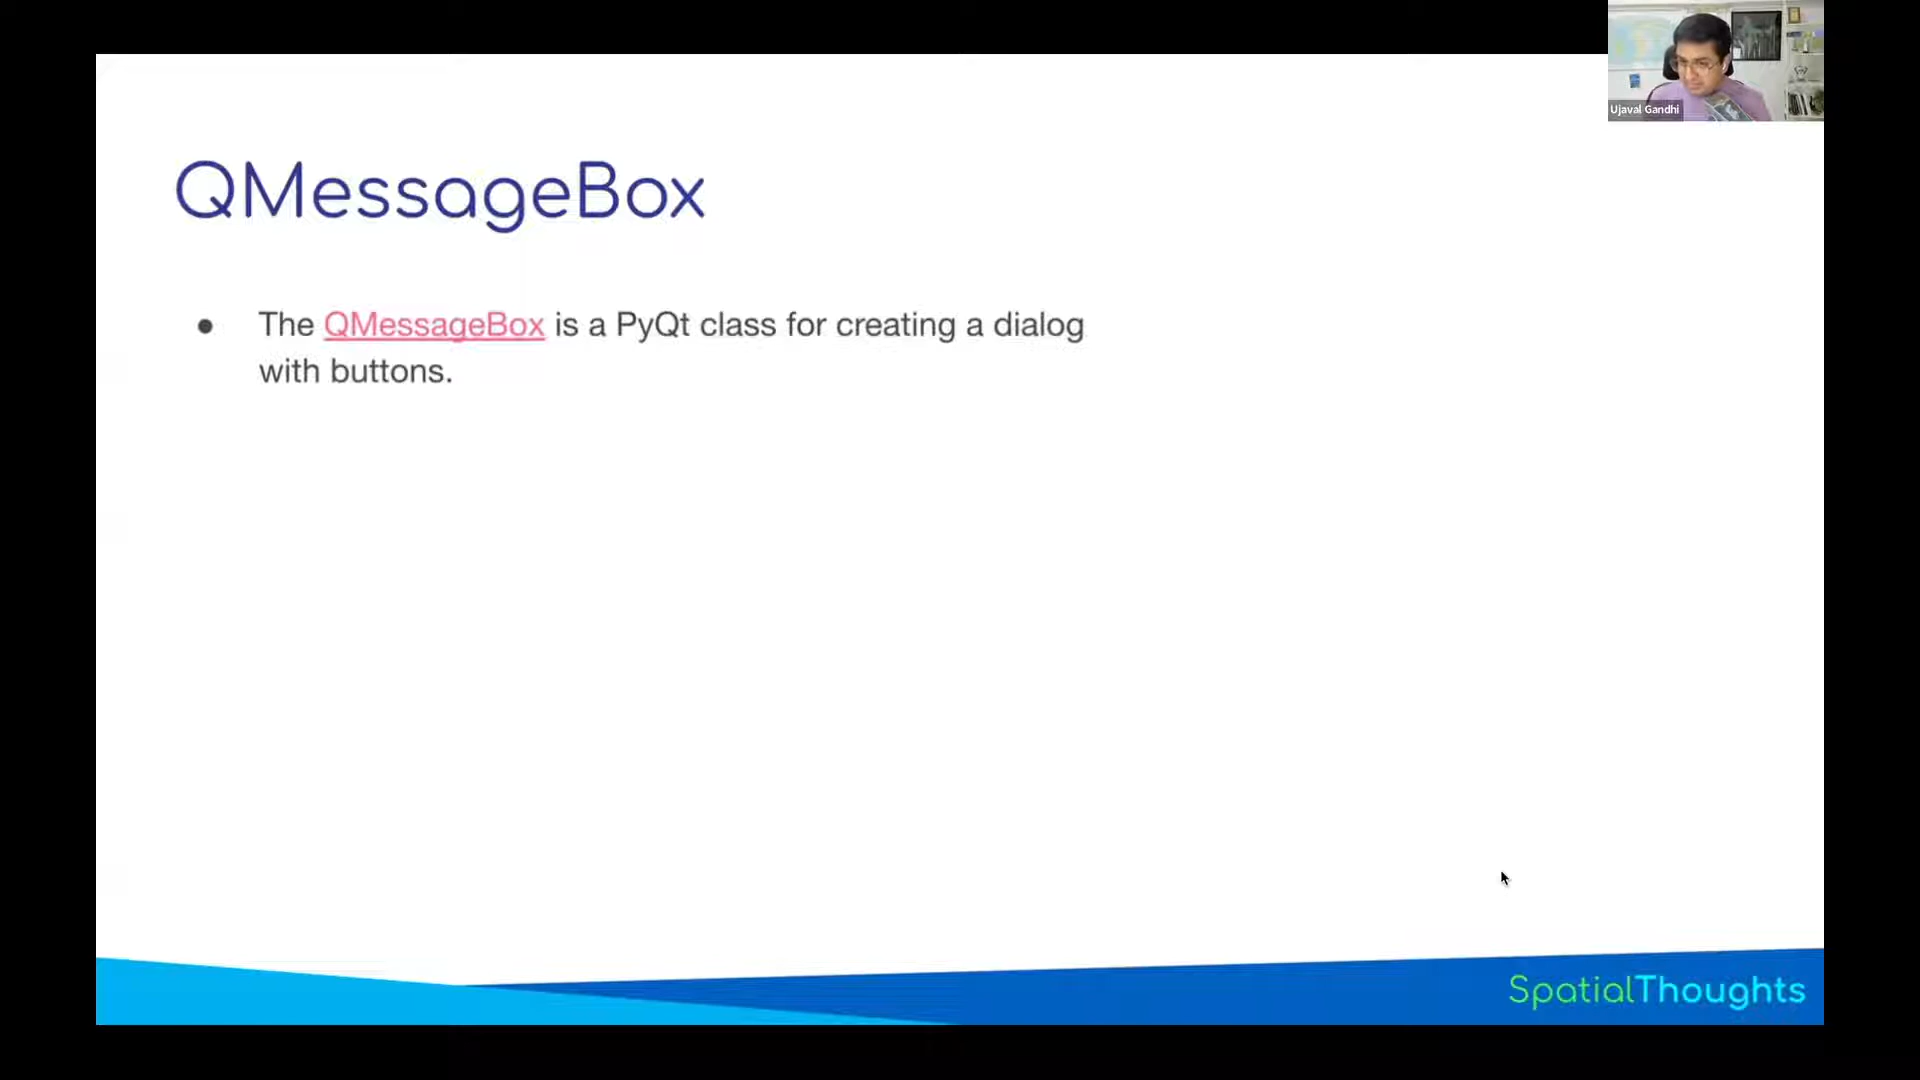 Ujaval Gandhi
QMessageBox
● The QMessageBox is a PyQt class for creating a dialog
with buttons.
SpatialThoughts